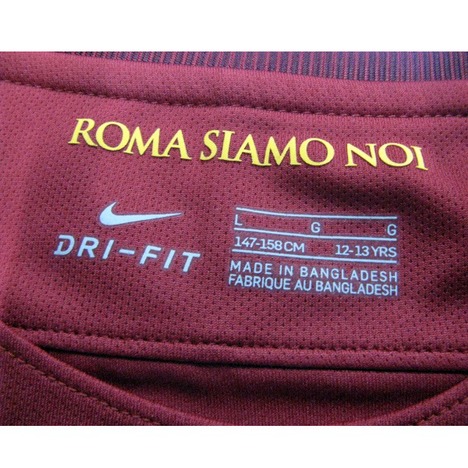 ROMA SIAMO NOI
DRI-FIT
L G G
147-158 CM 12-13 YRS
MADE IN BANGLADESH
FABRIQUE AU BANGLADESH